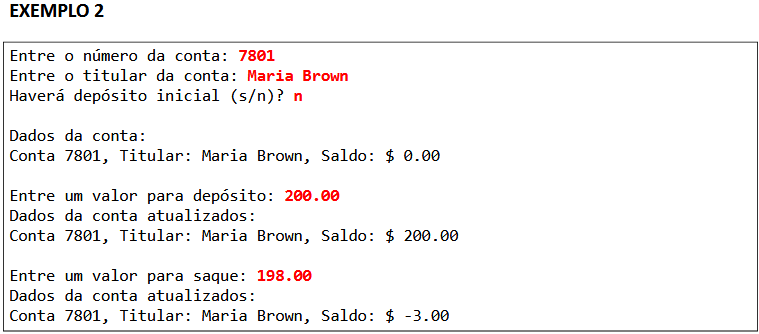 EXEMPLO 2
Entre o número da conta: 7801
Entre o titular da conta: Maria Brown
Haverá depósito inicial (s/n)? n
Dados da conta:
Conta 7801, Titular: Maria Brown, Saldo: $ 0.00
Entre um valor para depósito: 200.00
Dados da conta atualizados:
Conta 7801, Titular: Maria Brown, Saldo: $ 200.00
Entre um valor para saque: 198.00
Dados da conta atualizados:
Conta 7801, Titular: Maria Brown, Saldo: $ -3.00